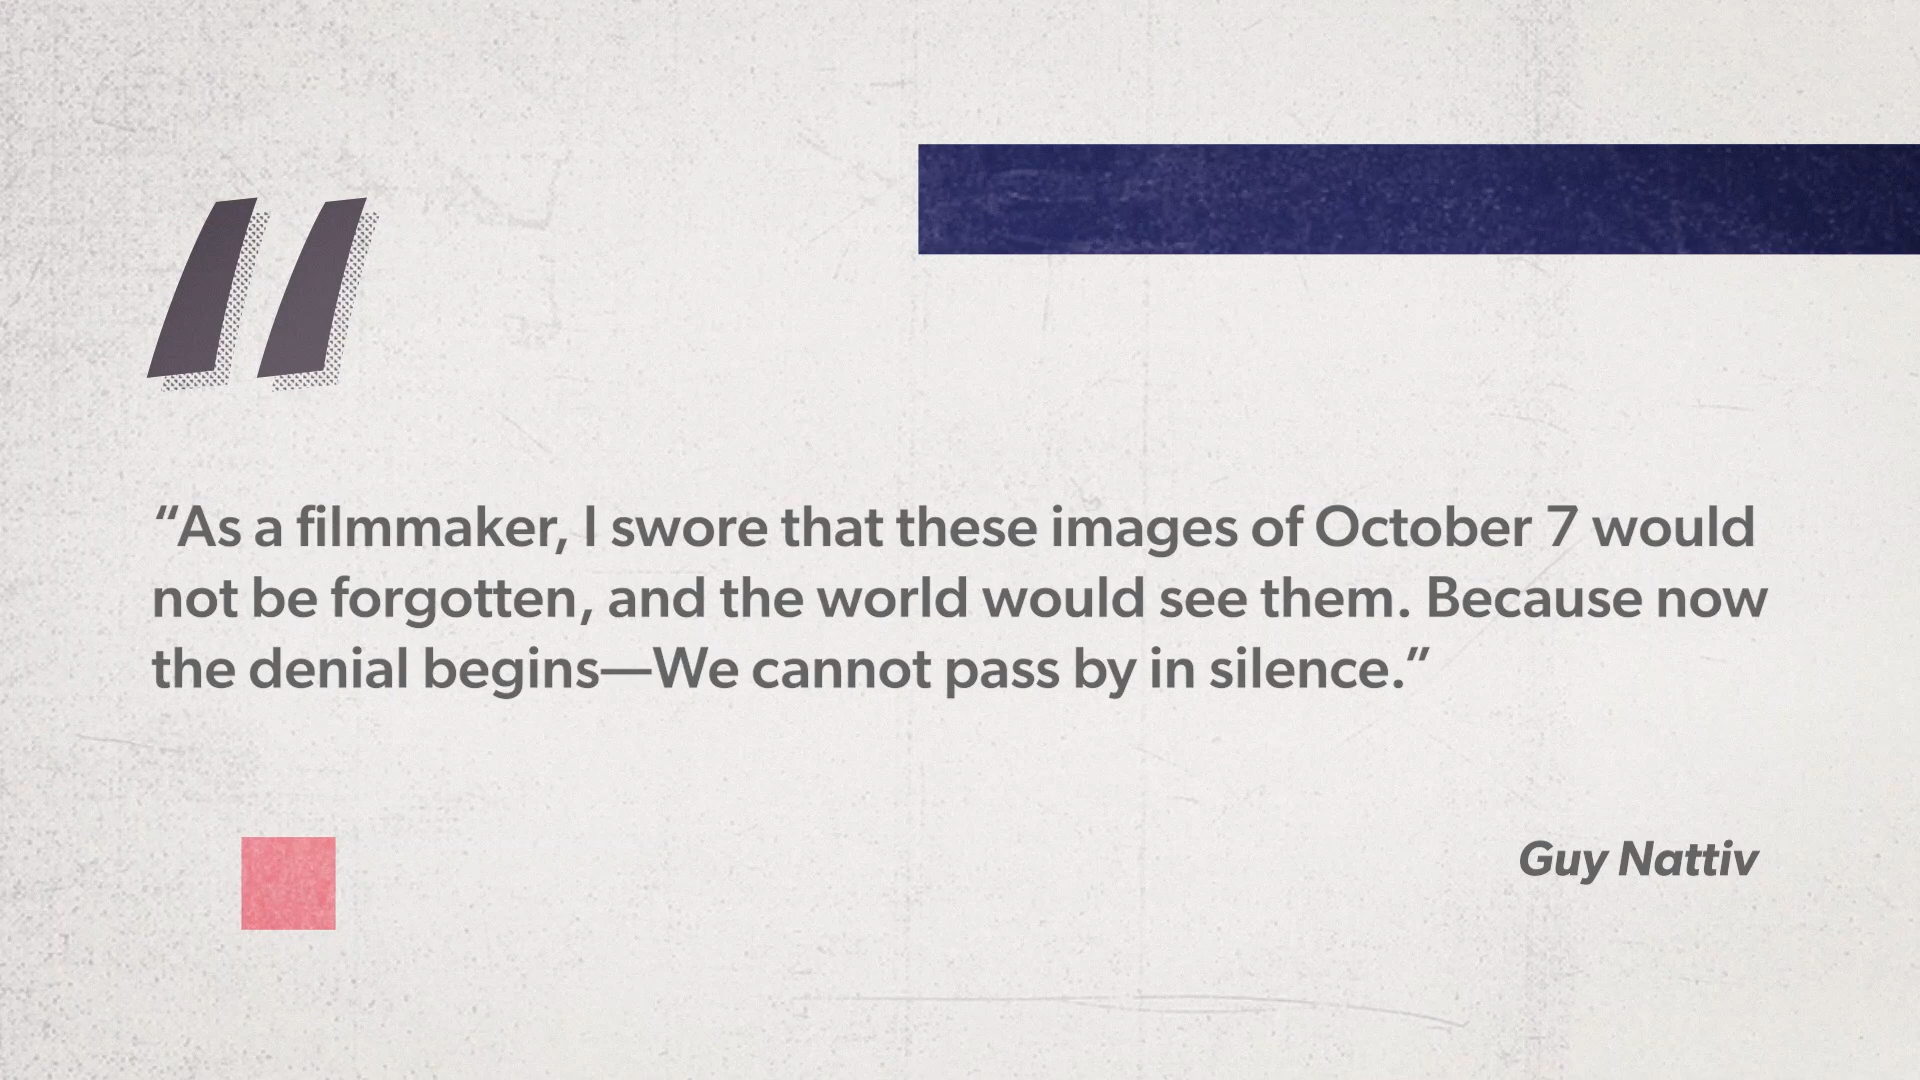 “As a filmmaker, I swore that these images of October 7 would
not be forgotten, and the world would see them. Because now
the denial begins—We cannot pass by in silence.”
Guy Nattiv